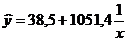 ŷ = 38,5 + 1051,4 1/x